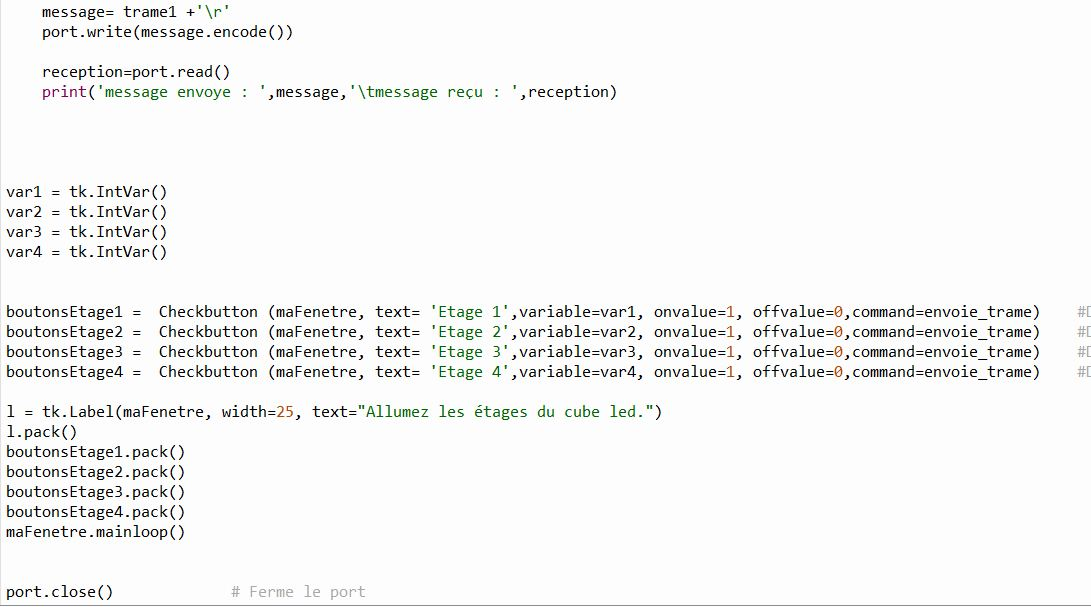 message= trame1 +'\r'
port.write(message.encode())
reception=port.read()
print('message envoye : ',message,'\tmessage reçu : ',reception)
var1 = tk.IntVar()
var2 = tk.IntVar()
var3 = tk.IntVar()
var4 = tk.IntVar()
boutonsEtage1 =  Checkbutton (maFenetre, text= 'Etage 1',variable=var1, onvalue=1, offvalue=0,command=envoie_trame)    #D
boutonsEtage2 =  Checkbutton (maFenetre, text= 'Etage 2',variable=var2, onvalue=1, offvalue=0,command=envoie_trame)    #D
boutonsEtage3 =  Checkbutton (maFenetre, text= 'Etage 3',variable=var3, onvalue=1, offvalue=0,command=envoie_trame)    #D
boutonsEtage4 =  Checkbutton (maFenetre, text= 'Etage 4',variable=var4, onvalue=1, offvalue=0,command=envoie_trame)    #D
l = tk.Label(maFenetre, width=25, text="Allumez les étages du cube led.")
l.pack()
boutonsEtage1.pack()
boutonsEtage2.pack()
boutonsEtage3.pack()
boutonsEtage4.pack()
maFenetre.mainloop()
port.close()             # Ferme le port